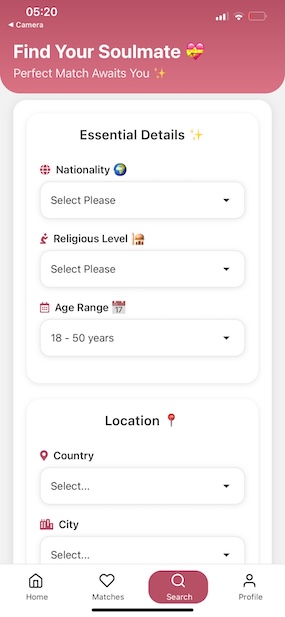 05:20
◀ Camera
Find Your Soulmate 💝
Perfect Match Awaits You ✨
Essential Details ✨
Nationality 🌍
Select Please
Religious Level 🕌
Select Please
Age Range 📅
18 - 50 years
Location 📍
Country
Select...
City
Select...
Home
Matches
Search
Profile